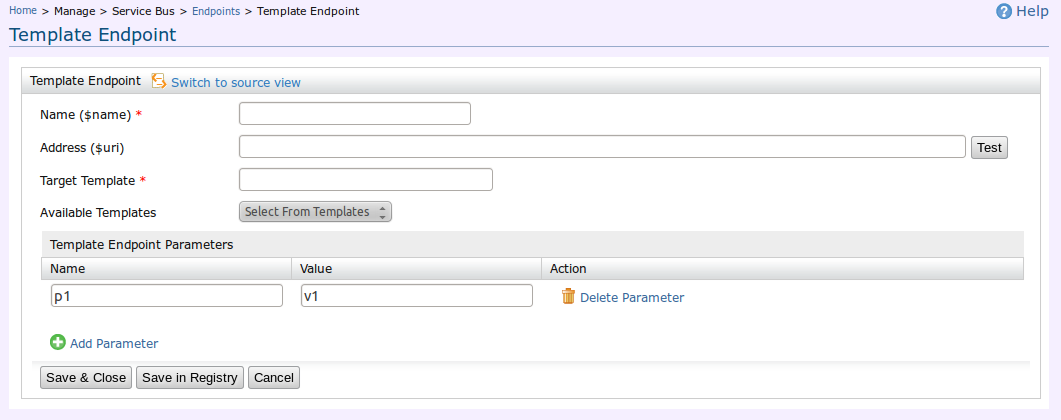 Home > Manage > Service Bus > Endpoints > Template Endpoint
? Help
Template Endpoint
Template Endpoint Switch to source view
Name ($name) *
Address ($uri) Test
Target Template *
Available Templates Select From Templates
Template Endpoint Parameters
Name Value Action
p1 v1 Delete Parameter
Add Parameter
Save & Close Save in Registry Cancel